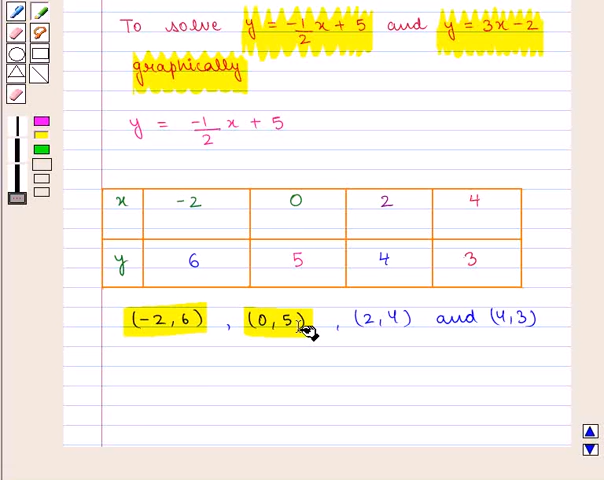 To solve y = -1/2 x + 5 and y = 3x - 2
graphically
y = -1/2 x + 5
x -2 0 2 4
y 6 5 4 3
(-2, 6) , (0, 5) , (2, 4) and (4, 3)